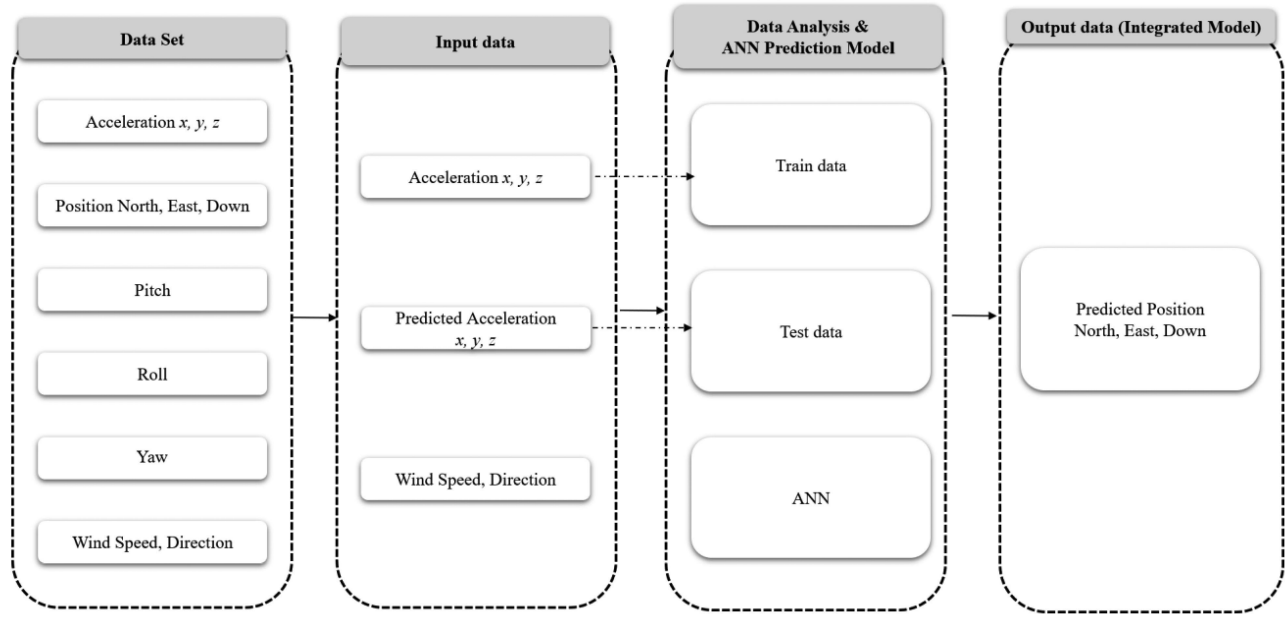 Data Set
Acceleration x, y, z
Position North, East, Down
Pitch
Roll
Yaw
Wind Speed, Direction
Input data
Acceleration x, y, z
Predicted Acceleration
x, y, z
Wind Speed, Direction
Data Analysis &
ANN Prediction Model
Train data
Test data
ANN
Output data (Integrated Model)
Predicted Position
North, East, Down